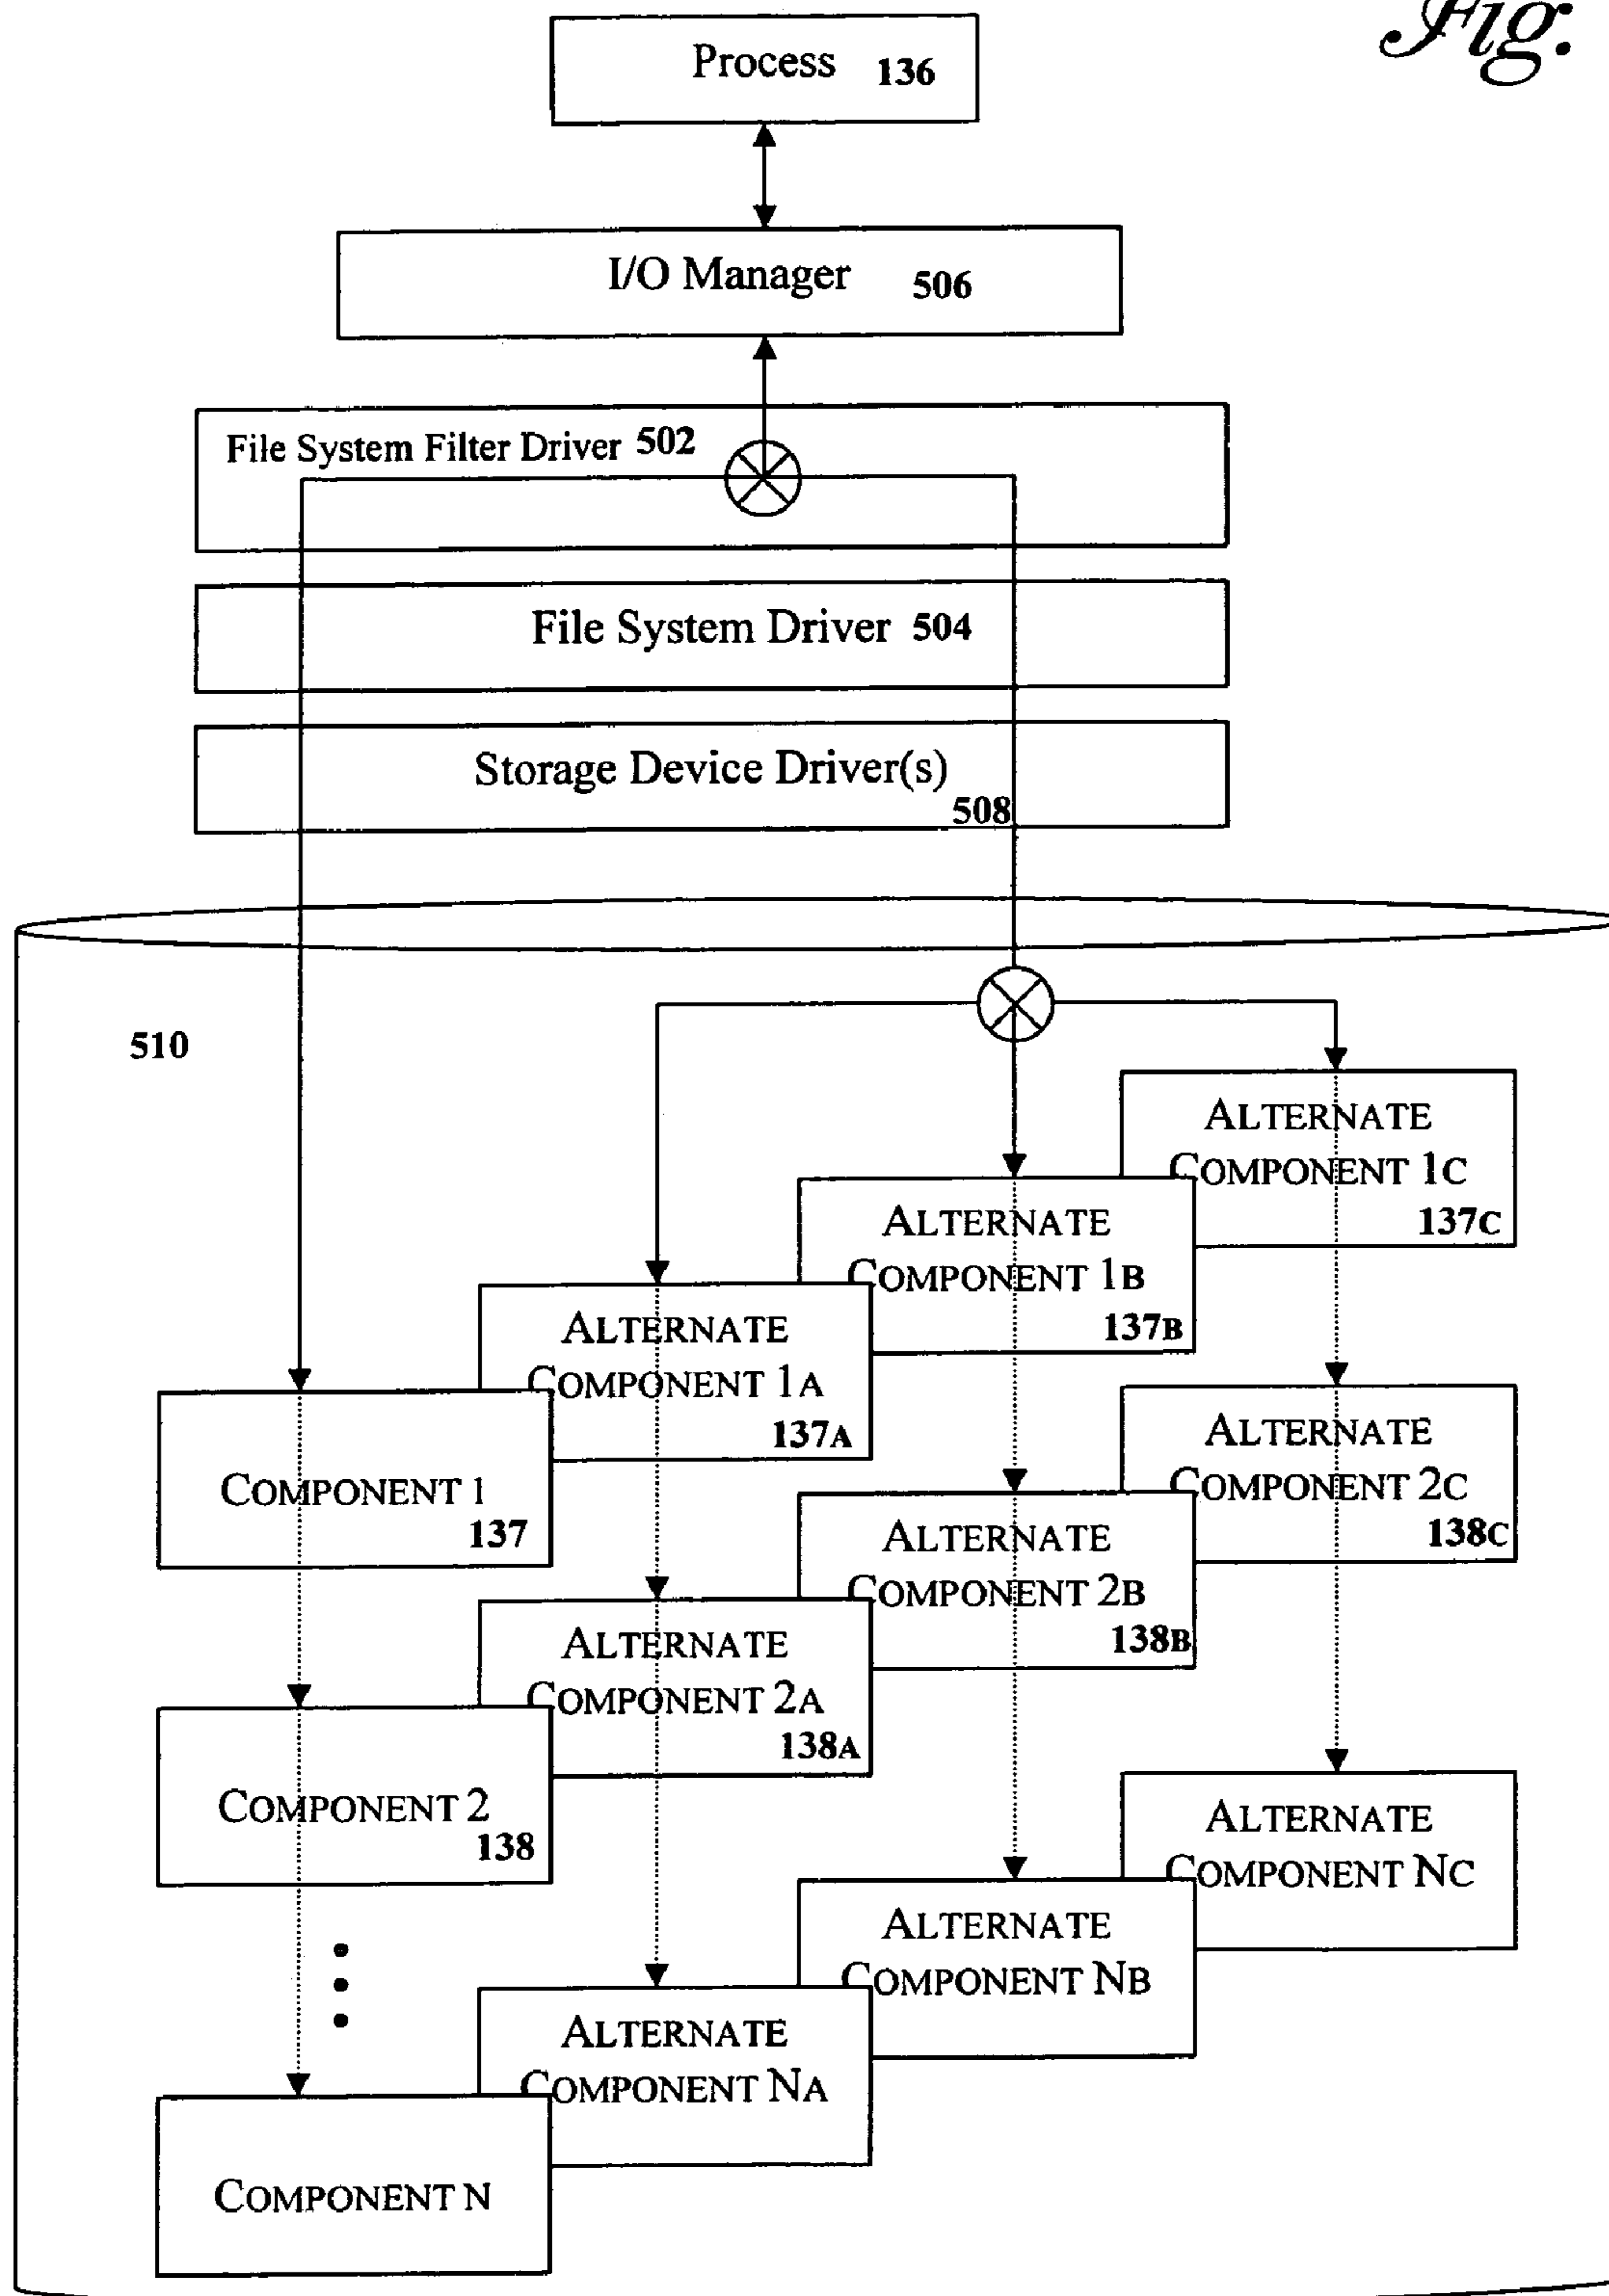 Fig.
Process 136
I/O Manager 506
File System Filter Driver 502
File System Driver 504
Storage Device Driver(s)
508
510
ALTERNATE
COMPONENT 1C
137C
ALTERNATE
COMPONENT 1B
137B
ALTERNATE
COMPONENT 1A
137A
COMPONENT 1
137
ALTERNATE
COMPONENT 2C
138C
ALTERNATE
COMPONENT 2B
138B
ALTERNATE
COMPONENT 2A
138A
COMPONENT 2
138
ALTERNATE
COMPONENT NC
ALTERNATE
COMPONENT NB
ALTERNATE
COMPONENT NA
COMPONENT N